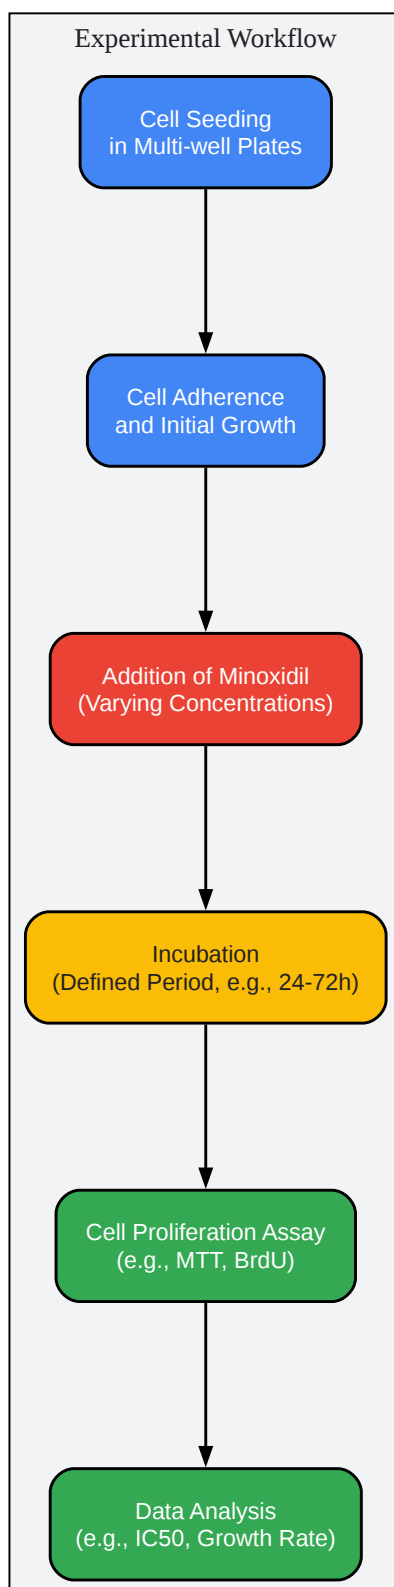 Experimental Workflow
Cell Seeding
in Multi-well Plates
Cell Adherence
and Initial Growth
Addition of Minoxidil
(Varying Concentrations)
Incubation
(Defined Period, e.g., 24-72h)
Cell Proliferation Assay
(e.g., MTT, BrdU)
Data Analysis
(e.g., IC50, Growth Rate)